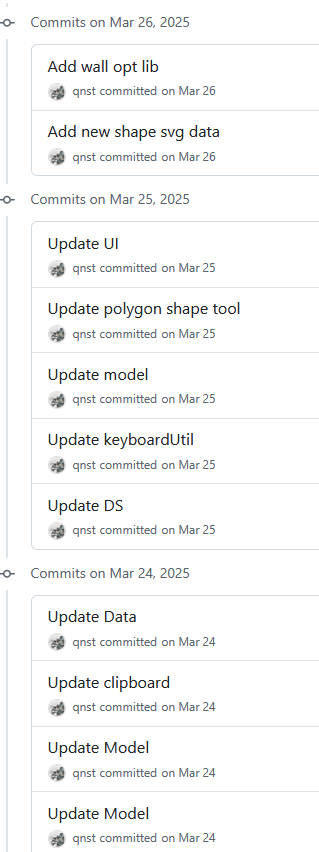 Commits on Mar 26, 2025
Add wall opt lib
qnst committed on Mar 26
Add new shape svg data
qnst committed on Mar 26
Commits on Mar 25, 2025
Update UI
qnst committed on Mar 25
Update polygon shape tool
qnst committed on Mar 25
Update model
qnst committed on Mar 25
Update keyboardUtil
qnst committed on Mar 25
Update DS
qnst committed on Mar 25
Commits on Mar 24, 2025
Update Data
qnst committed on Mar 24
Update clipboard
qnst committed on Mar 24
Update Model
qnst committed on Mar 24
Update Model
qnst committed on Mar 24